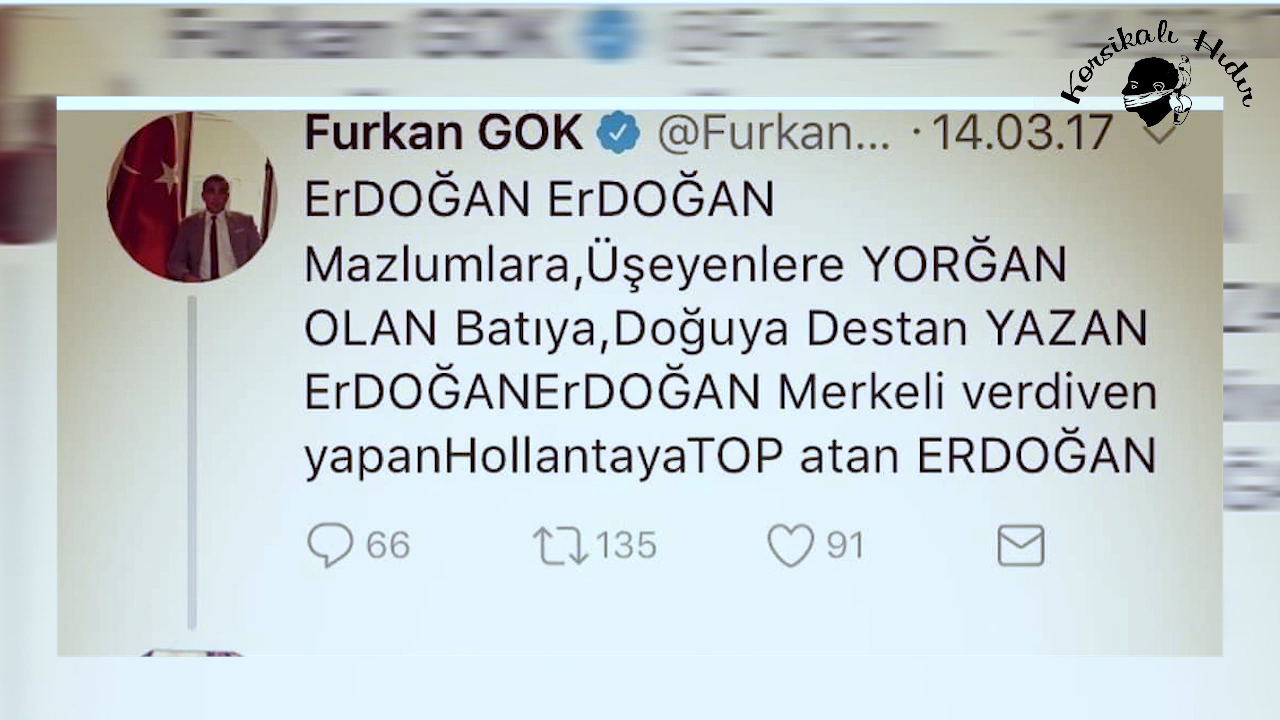 Korsikalı Hıdır
Furkan GÖK @Furkan... · 14.03.17
ErDOĞAN ErDOĞAN
Mazlumlara,Üşeyenlere YORĞAN
OLAN Batıya,Doğuya Destan YAZAN
ErDOĞANErDOĞAN Merkeli verdiven
yapanHollantayaTOP atan ERDOĞAN
66 135 91